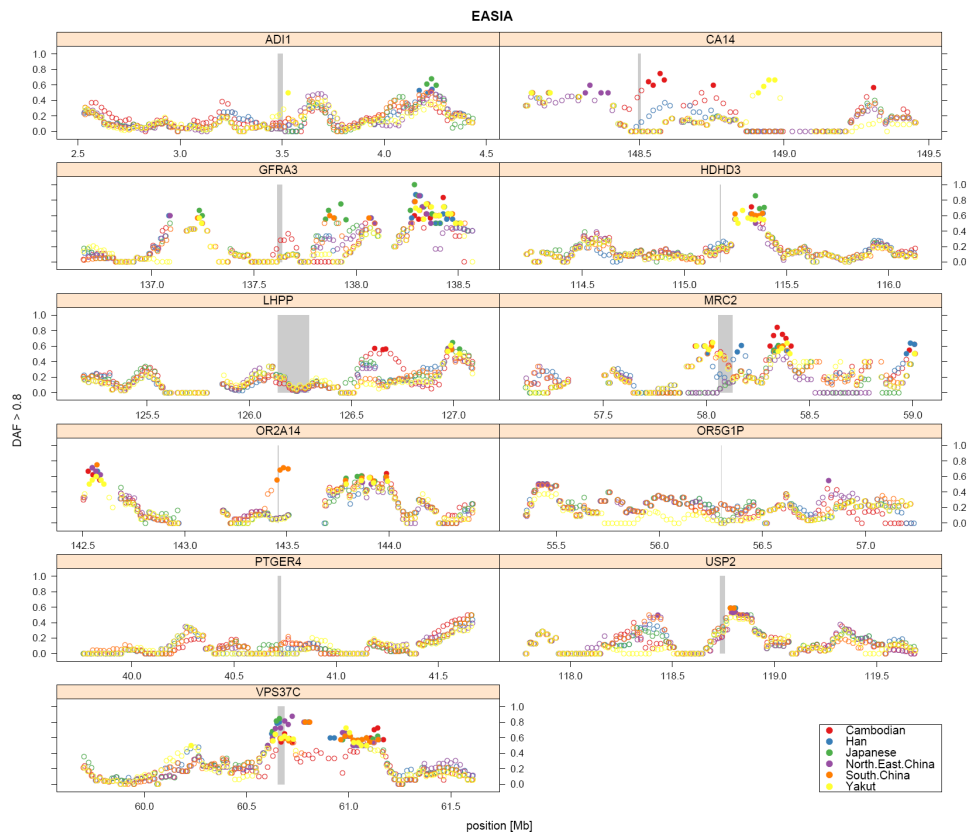 EASIA
ADI1 CA14
0.0 0.2 0.4 0.6 0.8 1.0
2.5 3.0 3.5 4.0 4.5 148.5 149.0 149.5
GFRA3 HDHD3
0.0 0.2 0.4 0.6 0.8 1.0
137.0 137.5 138.0 138.5 114.5 115.0 115.5 116.0
LHPP MRC2
0.0 0.2 0.4 0.6 0.8 1.0
125.5 126.0 126.5 127.0 57.5 58.0 58.5 59.0
OR2A14 OR5G1P
0.0 0.2 0.4 0.6 0.8 1.0
142.5 143.0 143.5 144.0 55.5 56.0 56.5 57.0
PTGER4 USP2
0.0 0.2 0.4 0.6 0.8 1.0
40.0 40.5 41.0 41.5 118.0 118.5 119.0 119.5
VPS37C
0.0 0.2 0.4 0.6 0.8 1.0
60.0 60.5 61.0 61.5
DAF > 0.8
position [Mb]
Cambodian
Han
Japanese
North.East.China
South.China
Yakut